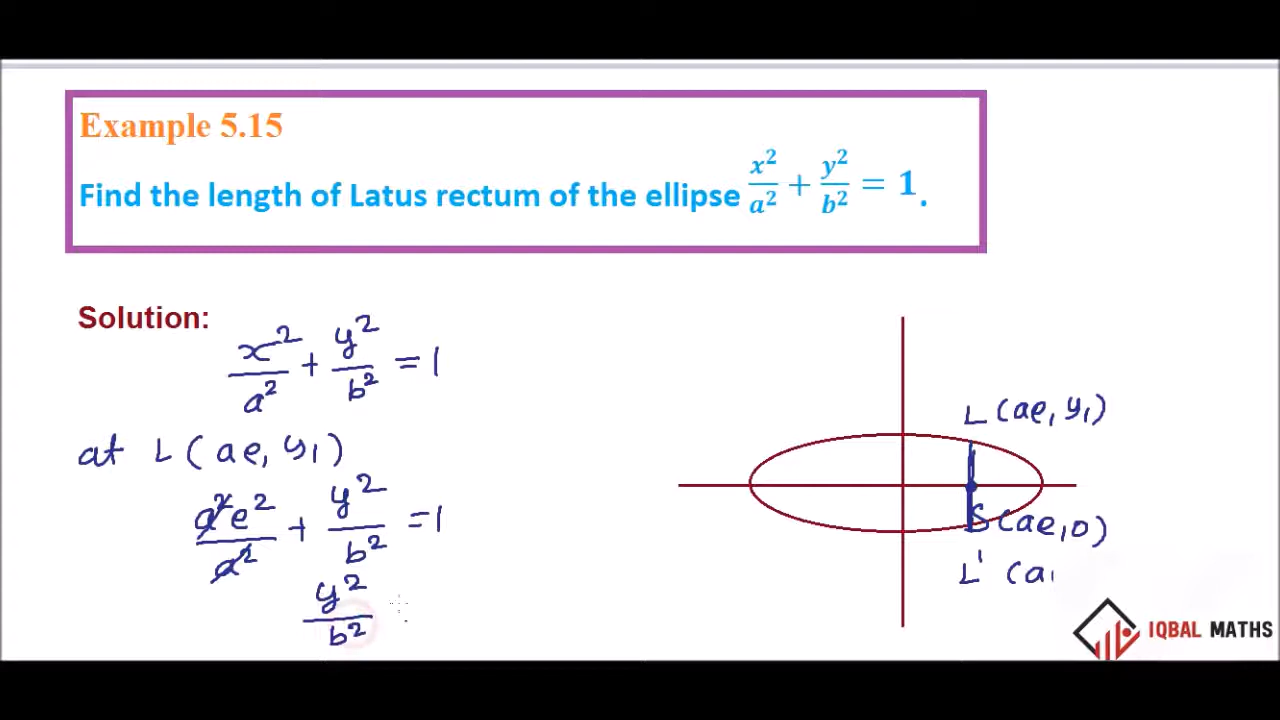 Example 5.15
Find the length of Latus rectum of the ellipse x²/a² + y²/b² = 1.
Solution:
x²/a² + y²/b² = 1
at L(ae, y₁)
a²e²/a² + y²/b² = 1
y²/b²
L (ae, y₁)
S(ae, 0)
L' (a
IQBAL MATHS